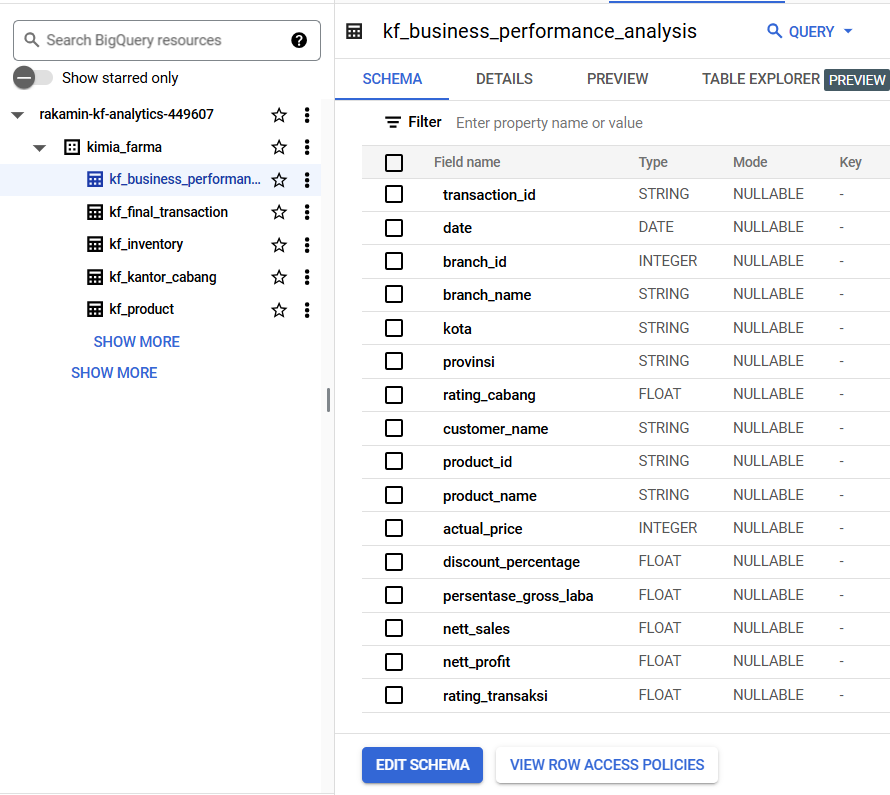 Search BigQuery resources
Show starred only
rakamin-kf-analytics-449607
kimia_farma
kf_business_performan...
kf_final_transaction
kf_inventory
kf_kantor_cabang
kf_product
SHOW MORE
SHOW MORE
kf_business_performance_analysis QUERY
SCHEMA DETAILS PREVIEW TABLE EXPLORER PREVIEW
Filter Enter property name or value
Field name Type Mode Key
transaction_id STRING NULLABLE -
date DATE NULLABLE -
branch_id INTEGER NULLABLE -
branch_name STRING NULLABLE -
kota STRING NULLABLE -
provinsi STRING NULLABLE -
rating_cabang FLOAT NULLABLE -
customer_name STRING NULLABLE -
product_id STRING NULLABLE -
product_name STRING NULLABLE -
actual_price INTEGER NULLABLE -
discount_percentage FLOAT NULLABLE -
persentase_gross_laba FLOAT NULLABLE -
nett_sales FLOAT NULLABLE -
nett_profit FLOAT NULLABLE -
rating_transaksi FLOAT NULLABLE -
EDIT SCHEMA VIEW ROW ACCESS POLICIES